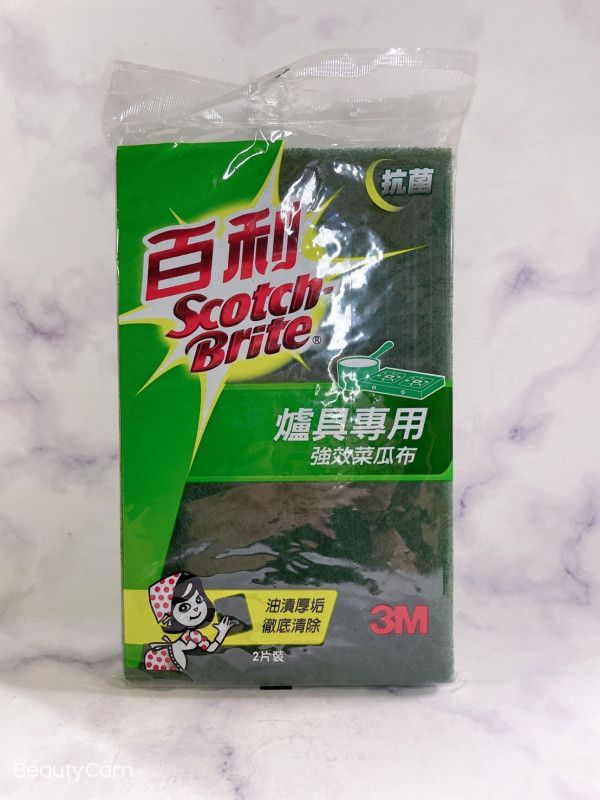 抗菌
百利
Scotch-
Brite®
爐具專用
強效菜瓜布
油漬厚垢
徹底清除
3M
2片裝
BeautyCam